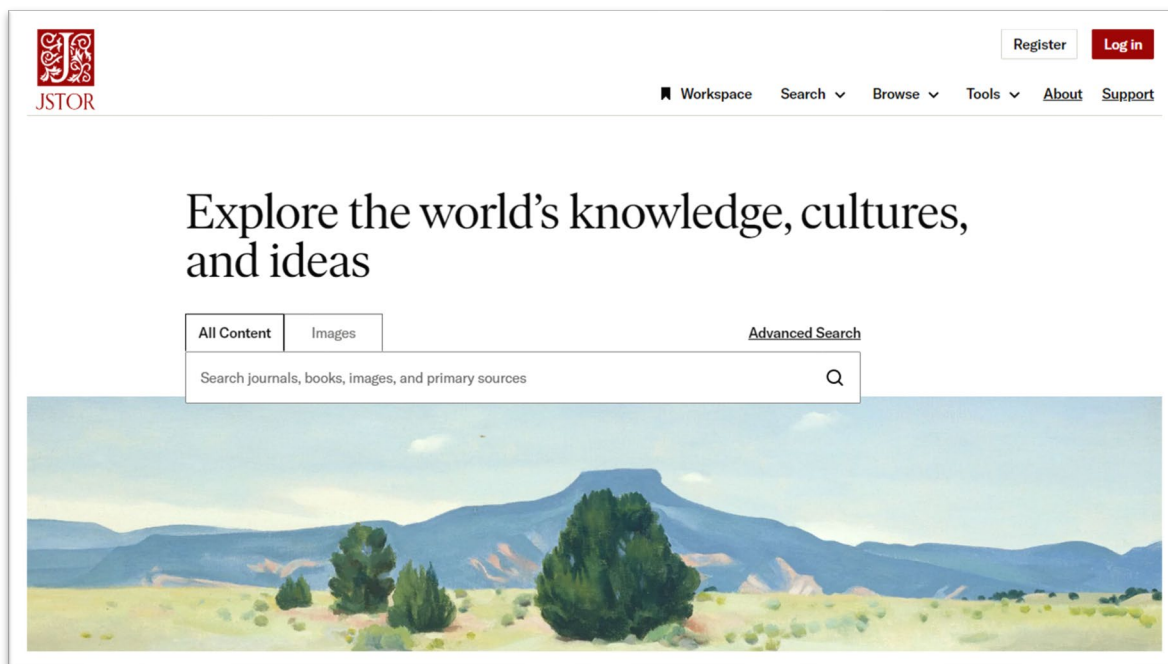 JSTOR
Register
Log in
Workspace
Search
Browse
Tools
About
Support
Explore the world's knowledge, cultures,
and ideas
All Content
Images
Advanced Search
Search journals, books, images, and primary sources